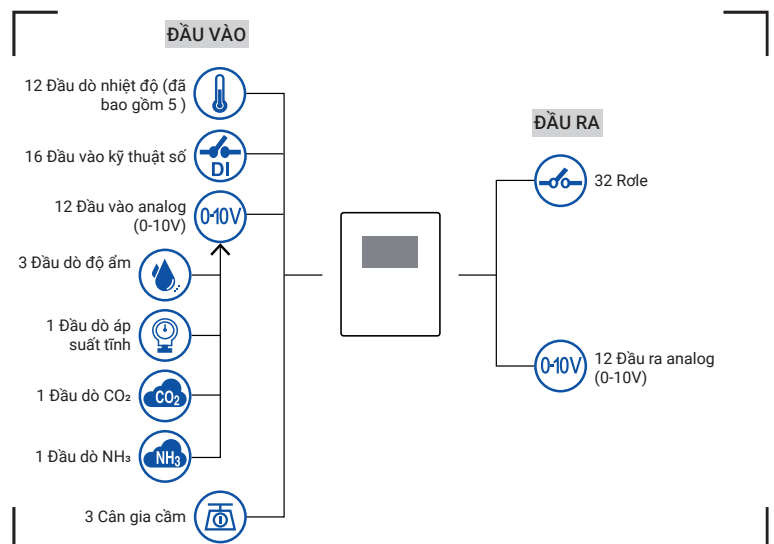 ĐẦU VÀO
12 Đầu dò nhiệt độ (đã
bao gồm 5 )
16 Đầu vào kỹ thuật số
DI
12 Đầu vào analog
(0-10V)
0-10V
3 Đầu dò độ ẩm
1 Đầu dò áp
suất tĩnh
1 Đầu dò CO₂
CO₂
1 Đầu dò NH₃
NH₃
3 Cân gia cầm
ĐẦU RA
32 Rơle
0-10V
12 Đầu ra analog
(0-10V)